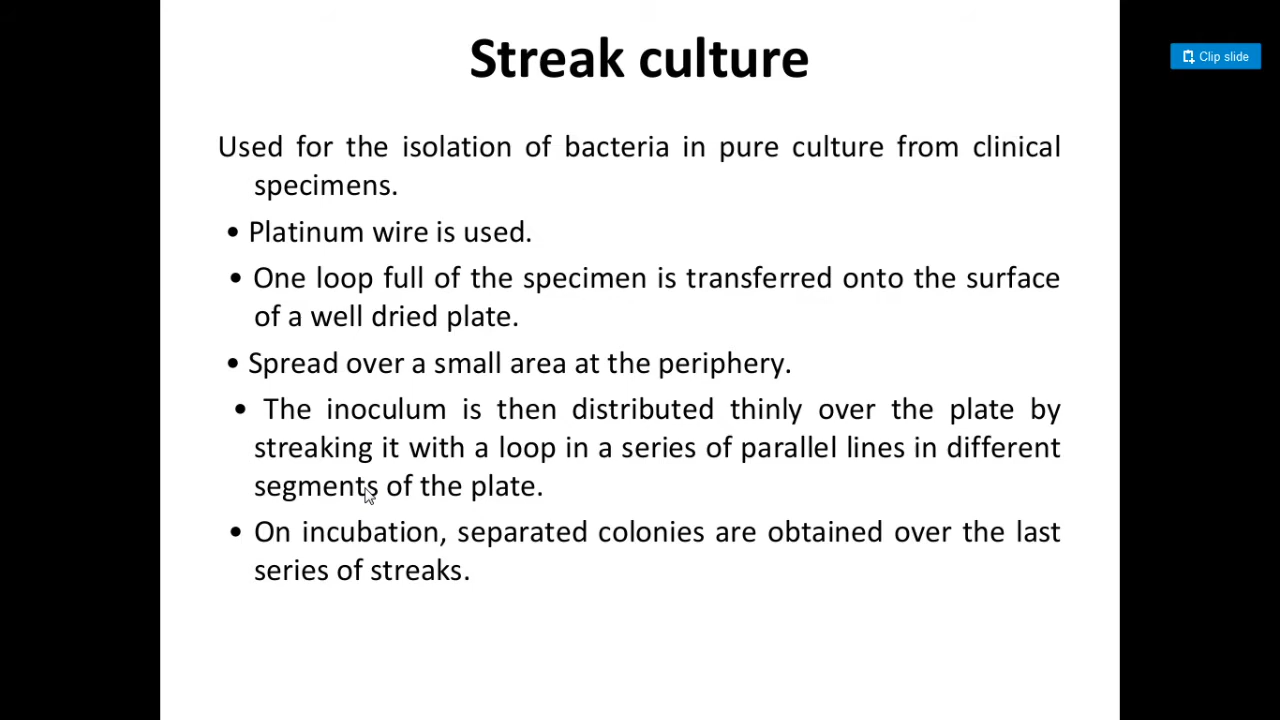 Streak culture
Clip slide
Used for the isolation of bacteria in pure culture from clinical
specimens.
• Platinum wire is used.
• One loop full of the specimen is transferred onto the surface
of a well dried plate.
• Spread over a small area at the periphery.
• The inoculum is then distributed thinly over the plate by
streaking it with a loop in a series of parallel lines in different
segments of the plate.
• On incubation, separated colonies are obtained over the last
series of streaks.